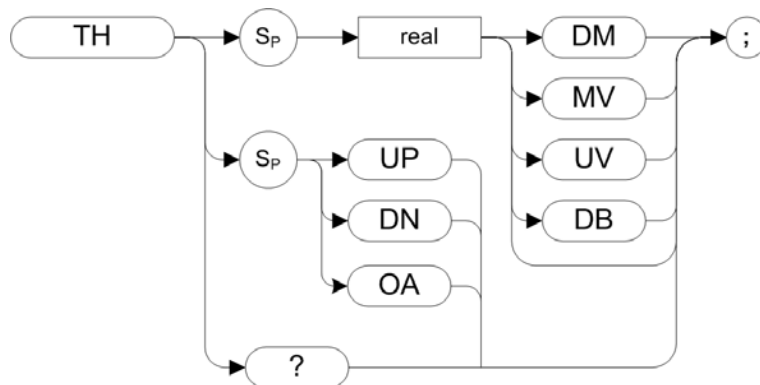 TH SP real DM ;
MV
SP UP UV
DN DB
OA
?